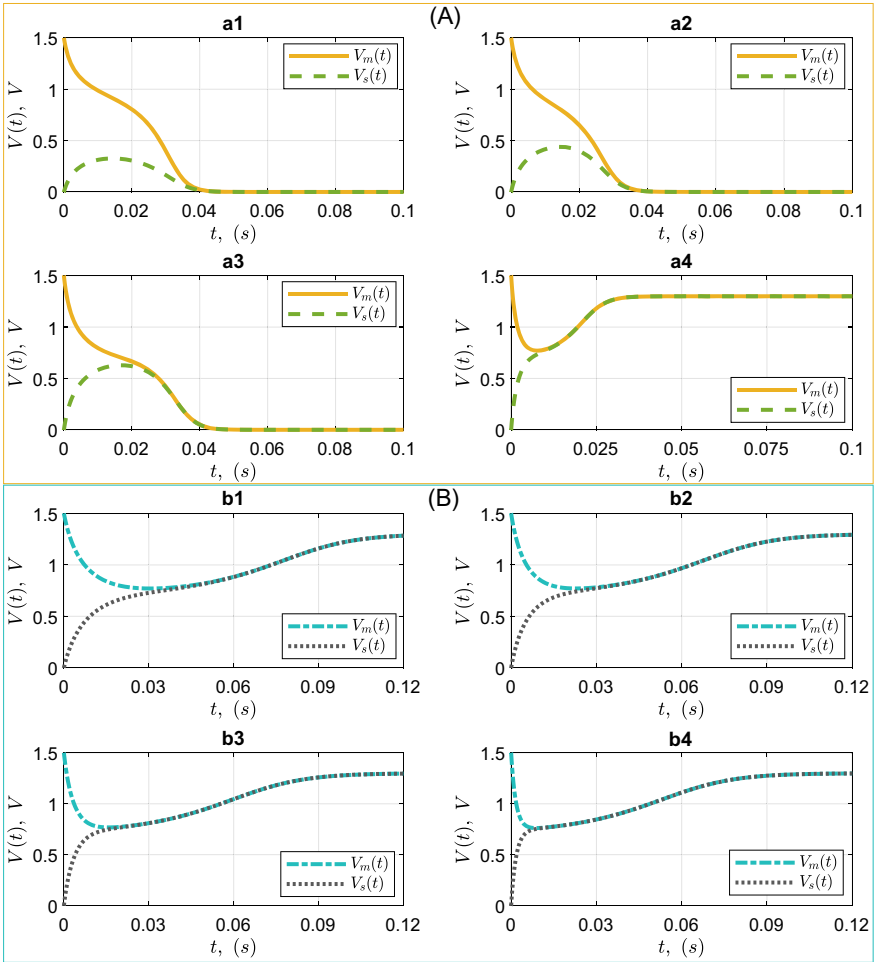 (A)
a1
1.5
1
0.5
0
V(t), V
V_m(t)
V_s(t)
0 0.02 0.04 0.06 0.08 0.1
t, (s)
a2
1.5
1
0.5
0
V(t), V
V_m(t)
V_s(t)
0 0.02 0.04 0.06 0.08 0.1
t, (s)
a3
1.5
1
0.5
0
V(t), V
V_m(t)
V_s(t)
0 0.02 0.04 0.06 0.08 0.1
t, (s)
a4
1.5
1
0.5
0
V(t), V
V_m(t)
V_s(t)
0 0.025 0.05 0.075 0.1
t, (s)
(B)
b1
1.5
1
0.5
0
V(t), V
V_m(t)
V_s(t)
0 0.03 0.06 0.09 0.12
t, (s)
b2
1.5
1
0.5
0
V(t), V
V_m(t)
V_s(t)
0 0.03 0.06 0.09 0.12
t, (s)
b3
1.5
1
0.5
0
V(t), V
V_m(t)
V_s(t)
0 0.03 0.06 0.09 0.12
t, (s)
b4
1.5
1
0.5
0
V(t), V
V_m(t)
V_s(t)
0 0.03 0.06 0.09 0.12
t, (s)